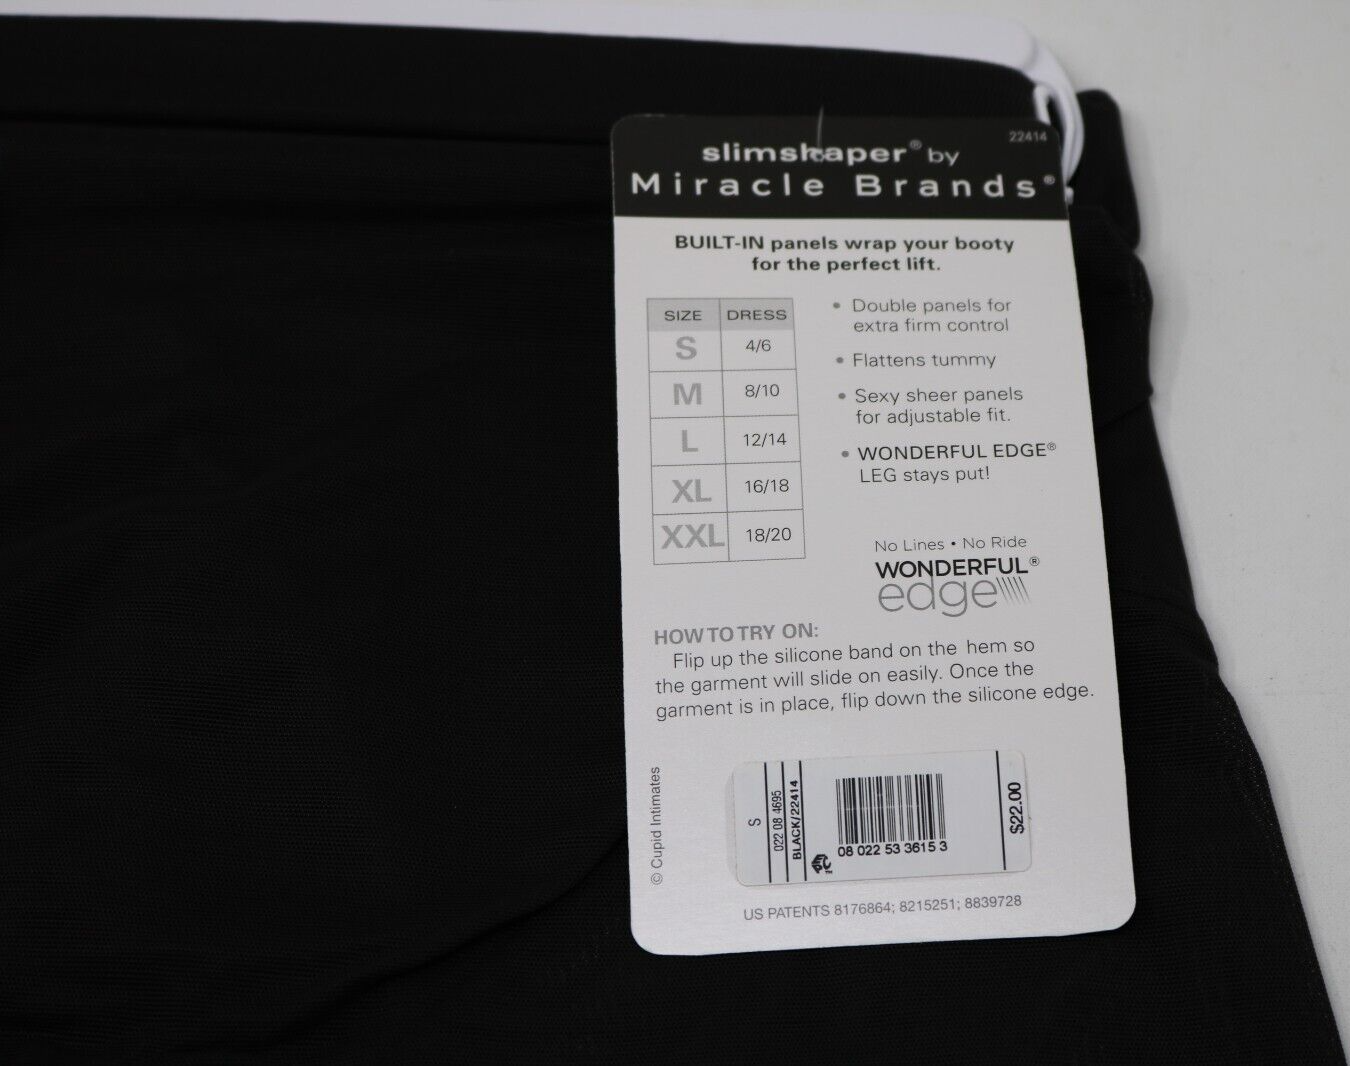 22414
slimshaper® by
Miracle Brands®
BUILT-IN panels wrap your booty
for the perfect lift.
SIZE DRESS
S 4/6
M 8/10
L 12/14
XL 16/18
XXL 18/20
• Double panels for
extra firm control
• Flattens tummy
• Sexy sheer panels
for adjustable fit.
• WONDERFUL EDGE®
LEG stays put!
No Lines • No Ride
WONDERFUL®
edge
HOW TO TRY ON:
Flip up the silicone band on the hem so
the garment will slide on easily. Once the
garment is in place, flip down the silicone edge.
© Cupid Intimates
S
022 08 4695
BLACK/22414
08 022 53 3615 3
$22.00
US PATENTS 8176864; 8215251; 8839728